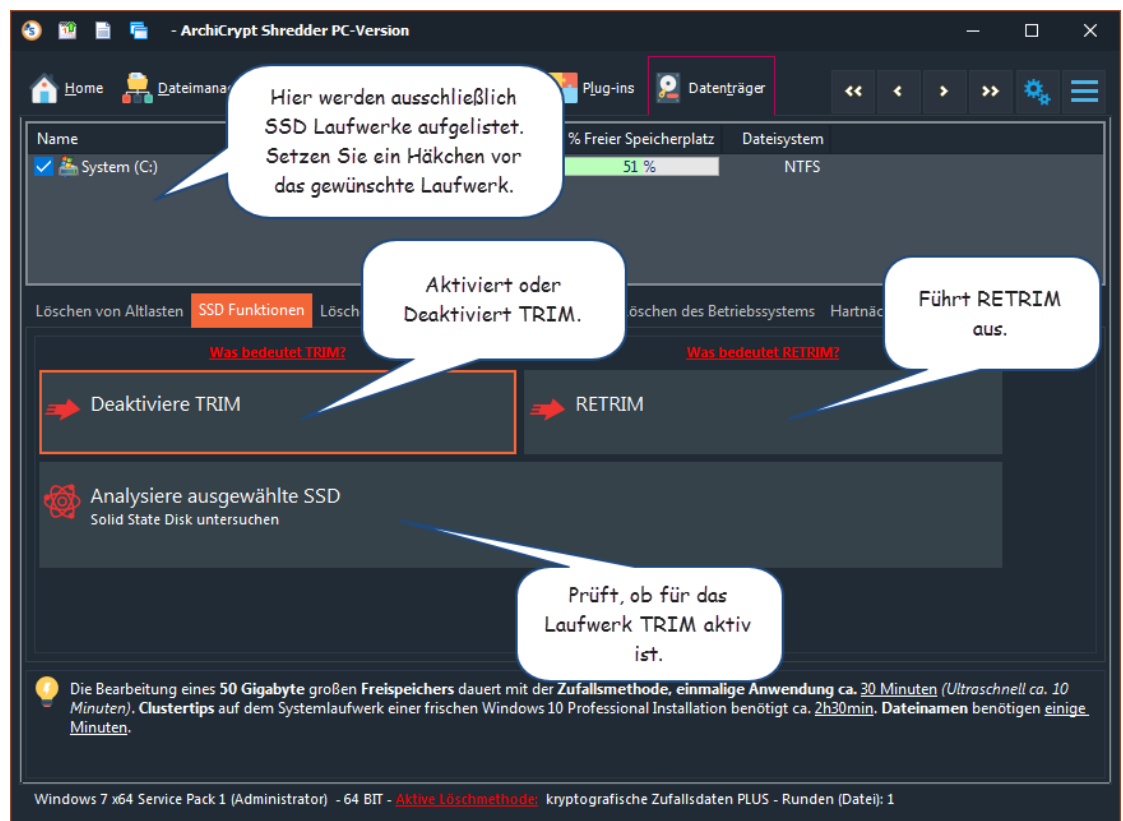 - ArchiCrypt Shredder PC-Version
Home
Plug-ins
Datenträger
<<
<
>
>>
Hier werden ausschließlich
SSD Laufwerke aufgelistet.
Setzen Sie ein Häkchen vor
das gewünschte Laufwerk.
Name
% Freier Speicherplatz
Dateisystem
System (C:)
51 %
NTFS
Aktiviert oder
Deaktiviert TRIM.
Führt RETRIM
aus.
Löschen von Altlasten
SSD Funktionen
Löschen des Betriebssystems
Was bedeutet TRIM?
Was bedeutet RETRIM?
Deaktiviere TRIM
RETRIM
Analysiere ausgewählte SSD
Solid State Disk untersuchen
Prüft, ob für das
Laufwerk TRIM aktiv
ist.
Die Bearbeitung eines 50 Gigabyte großen Freispeichers dauert mit der Zufallsmethode, einmalige Anwendung ca. 30 Minuten (Ultraschnell ca. 10
Minuten). Clustertips auf dem Systemlaufwerk einer frischen Windows 10 Professional Installation benötigt ca. 2h30min. Dateinamen benötigen einige
Minuten.
Windows 7 x64 Service Pack 1 (Administrator) - 64 BIT - Aktive Löschmethode: kryptografische Zufallsdaten PLUS - Runden (Datei): 1